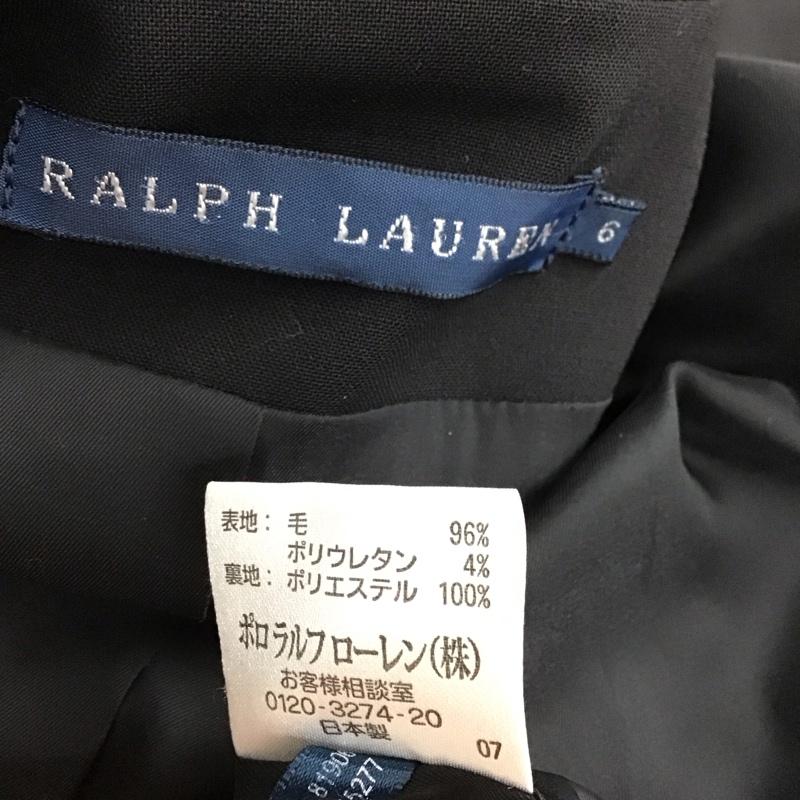 RALPH LAUREN
6
表地: 毛 96%
ポリウレタン 4%
裏地: ポリエステル 100%
ポロ ラルフ ローレン(株)
お客様相談室
0120-3274-20
日本製
07
5277